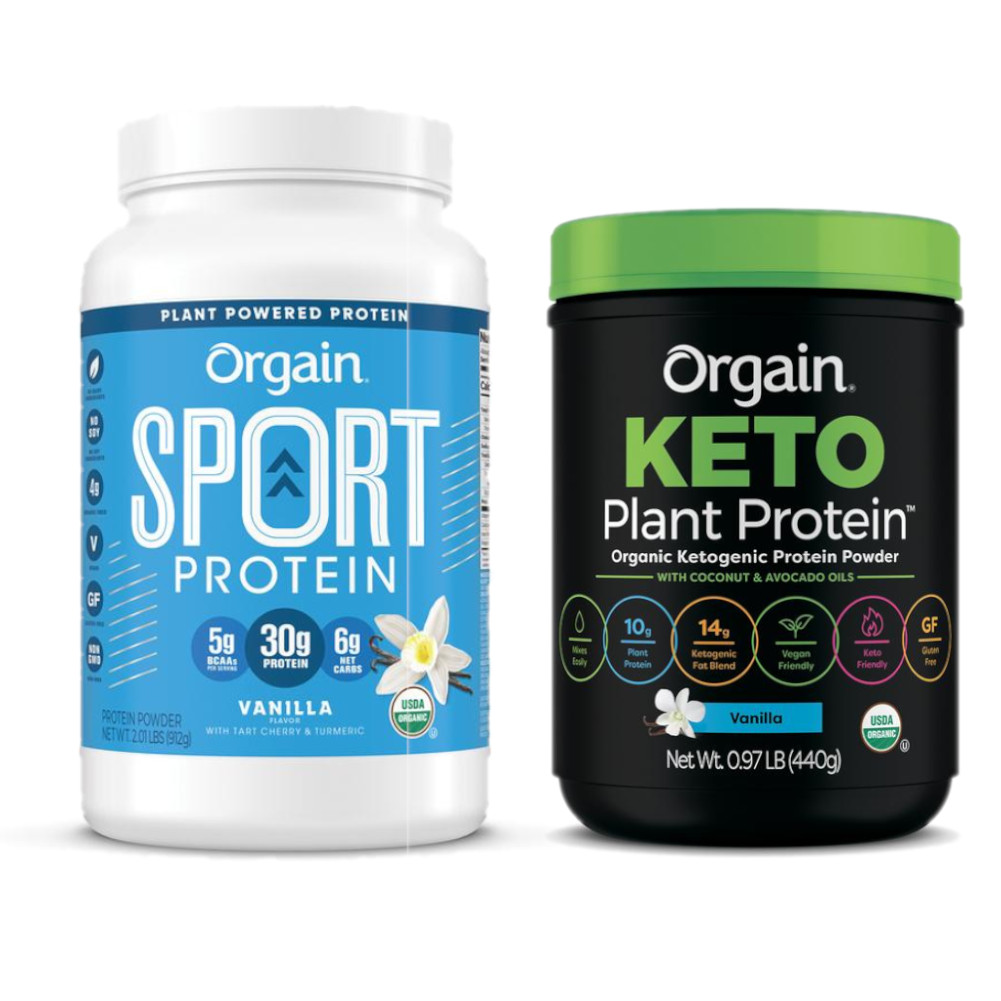 PLANT POWERED PROTEIN
Orgain.
SPORT
PROTEIN
5g
BCAAs
PER SERVING
30g
PROTEIN
6g
NET
CARBS
VANILLA
FLAVOR
WITH TART CHERRY & TURMERIC
USDA
ORGANIC
U
PROTEIN POWDER
NET WT. 2.01 LBS (912g)
NO
SOY
4g
V
GF
NON
GMO
Orgain®
KETO
Plant Protein™
Organic Ketogenic Protein Powder
WITH COCONUT & AVOCADO OILS
Mixes
Easily
10g
Plant
Protein
14g
Ketogenic
Fat Blend
Vegan
Friendly
Keto
Friendly
GF
Gluten
Free
Vanilla
USDA
ORGANIC
U
Net Wt. 0.97 LB (440g)